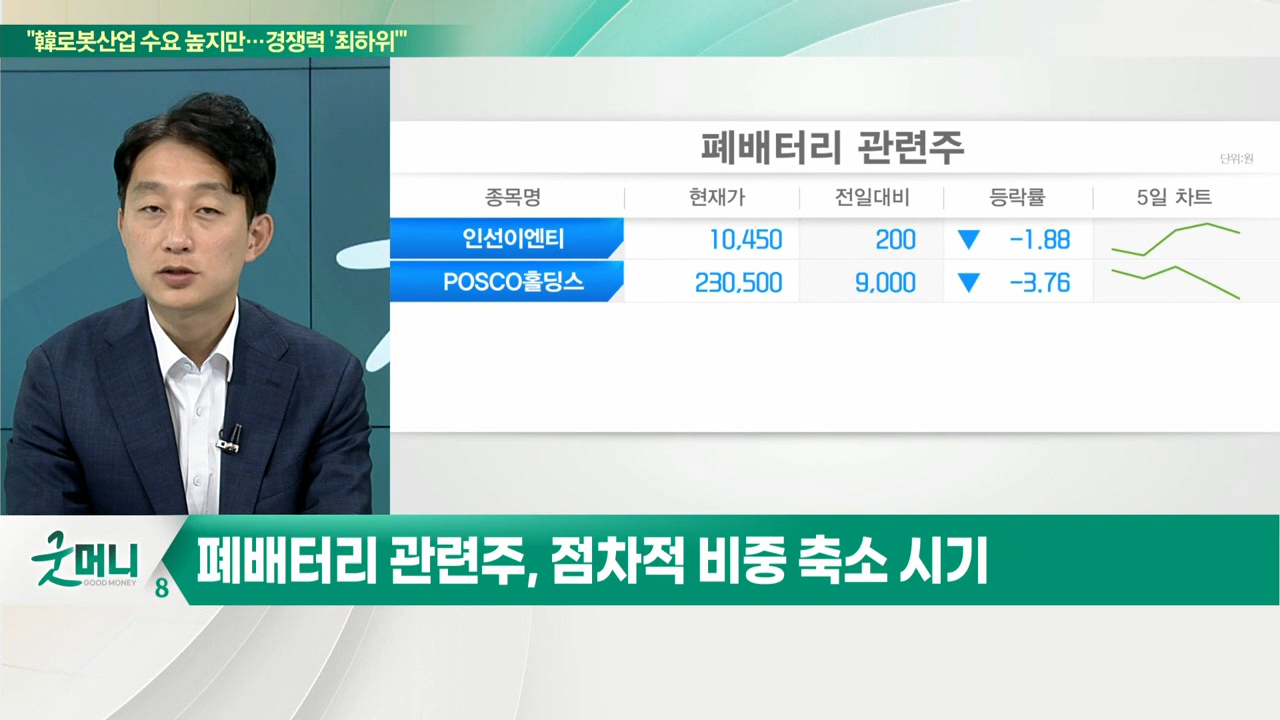 "韓로봇산업 수요 높지만…경쟁력 '최하위'"
폐배터리 관련주
단위:원
종목명 현재가 전일대비 등락률 5일 차트
인선이엔티 10,450 200 ▼ -1.88
POSCO홀딩스 230,500 9,000 ▼ -3.76
굿머니
GOOD MONEY
8
폐배터리 관련주, 점차적 비중 축소 시기